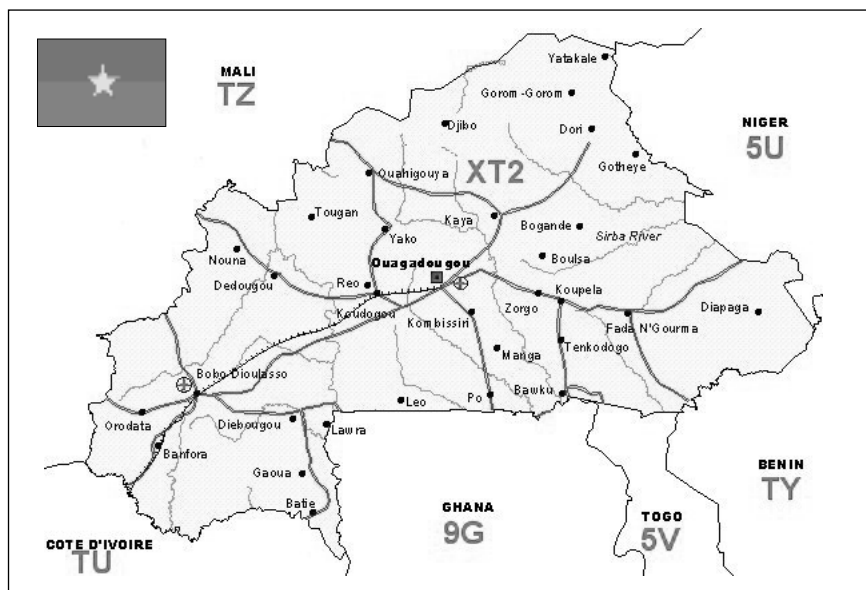 MALI
TZ
Yatakale
Gorom-Gorom
Djibo
Dori
NIGER
5U
Gotheye
XT2
Ouahigouya
Tougan
Kaya
Bogande
Yako
Sirba River
Nouna
Ouagadougou
Boulsa
Dedougou
Reo
Koupela
Zorgo
Diapaga
Koudogou
Kombissiri
Fada N'Gourma
Tenkodogo
Manga
Bobo Dioulasso
Leo
Po
Bawku
Orodata
Diebougou
Lawra
Banfora
Gaoua
BENIN
TY
Batie
GHANA
9G
TOGO
5V
COTE D'IVOIRE
TU